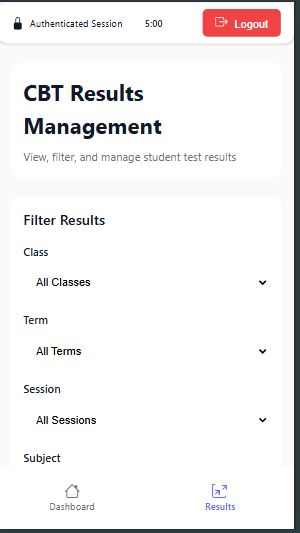 Authenticated Session 5:00 Logout
CBT Results
Management
View, filter, and manage student test results
Filter Results
Class
All Classes
Term
All Terms
Session
All Sessions
Subject
Dashboard Results